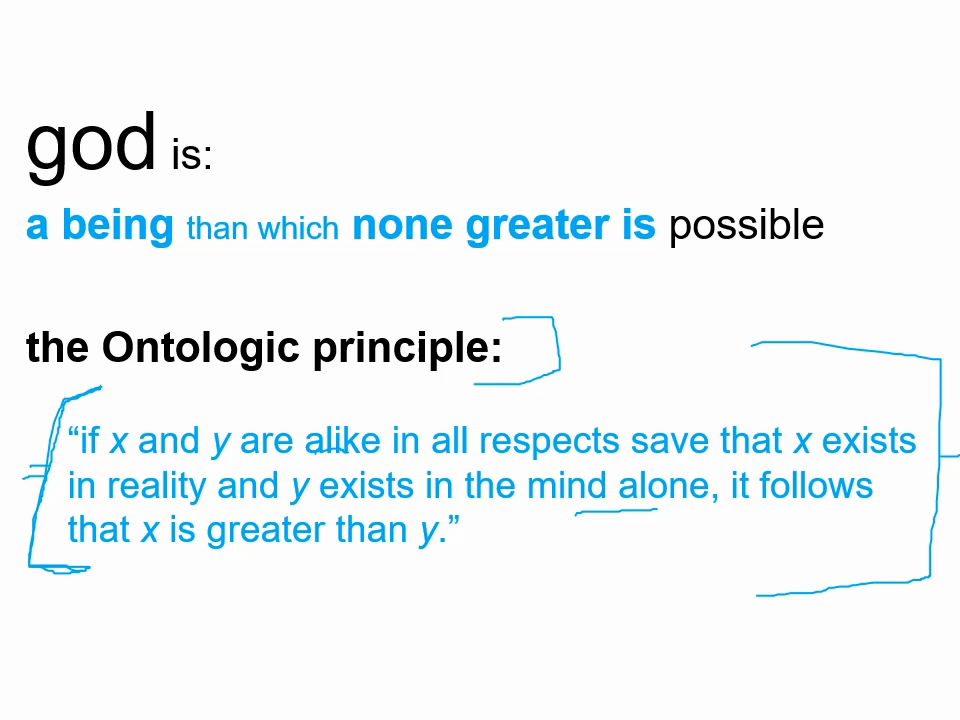 god is:
a being than which none greater is possible
the Ontologic principle:
“if x and y are alike in all respects save that x exists
in reality and y exists in the mind alone, it follows
that x is greater than y.”